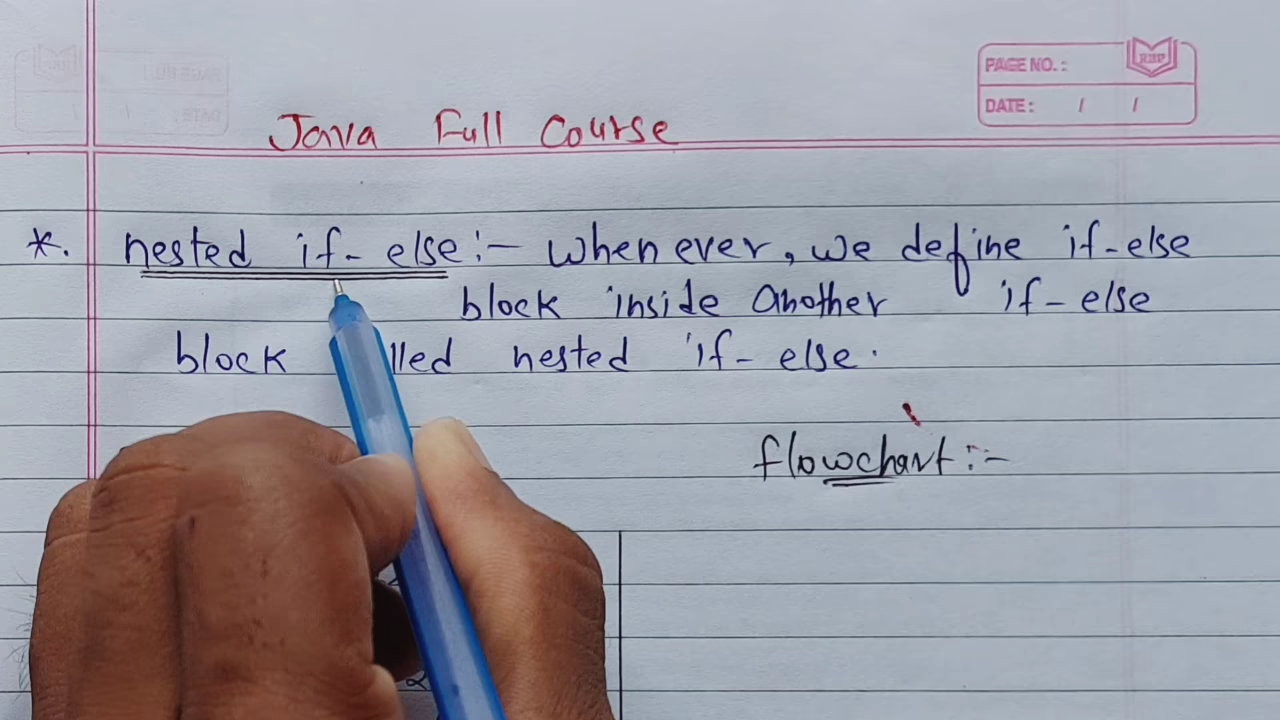 PAGE NO. :
RBP
DATE : / /
Java Full Course
*. nested if-else :- whenever, we define if-else
block inside another if-else
block lled nested if-else.
flowchart :-